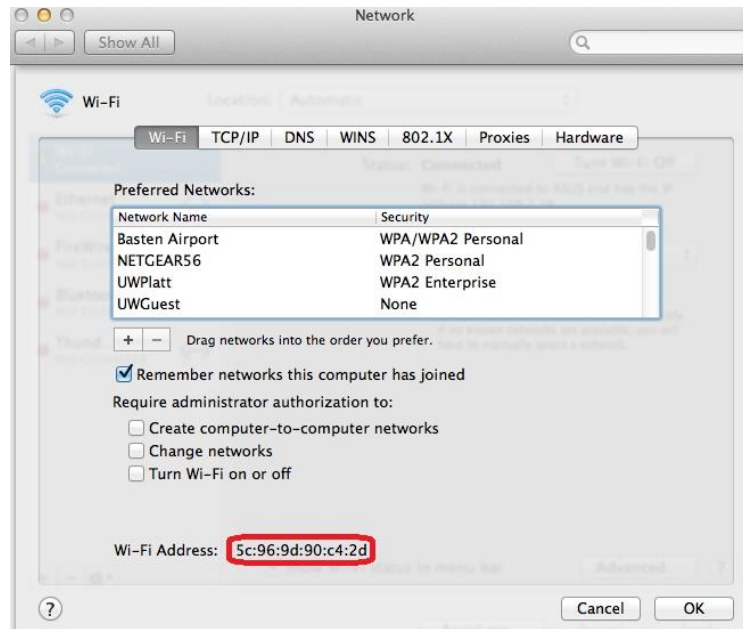 Network
Show All
Wi-Fi
Location: Automatic
Wi-Fi TCP/IP DNS WINS 802.1X Proxies Hardware
Status: Connected Turn Wi-Fi Off
Preferred Networks:
Network Name Security
Basten Airport WPA/WPA2 Personal
NETGEAR56 WPA2 Personal
UWPlatt WPA2 Enterprise
UWGuest None
+ - Drag networks into the order you prefer.
Remember networks this computer has joined
Require administrator authorization to:
Create computer-to-computer networks
Change networks
Turn Wi-Fi on or off
Wi-Fi Address: 5c:96:9d:90:c4:2d
Advanced...
? Cancel OK